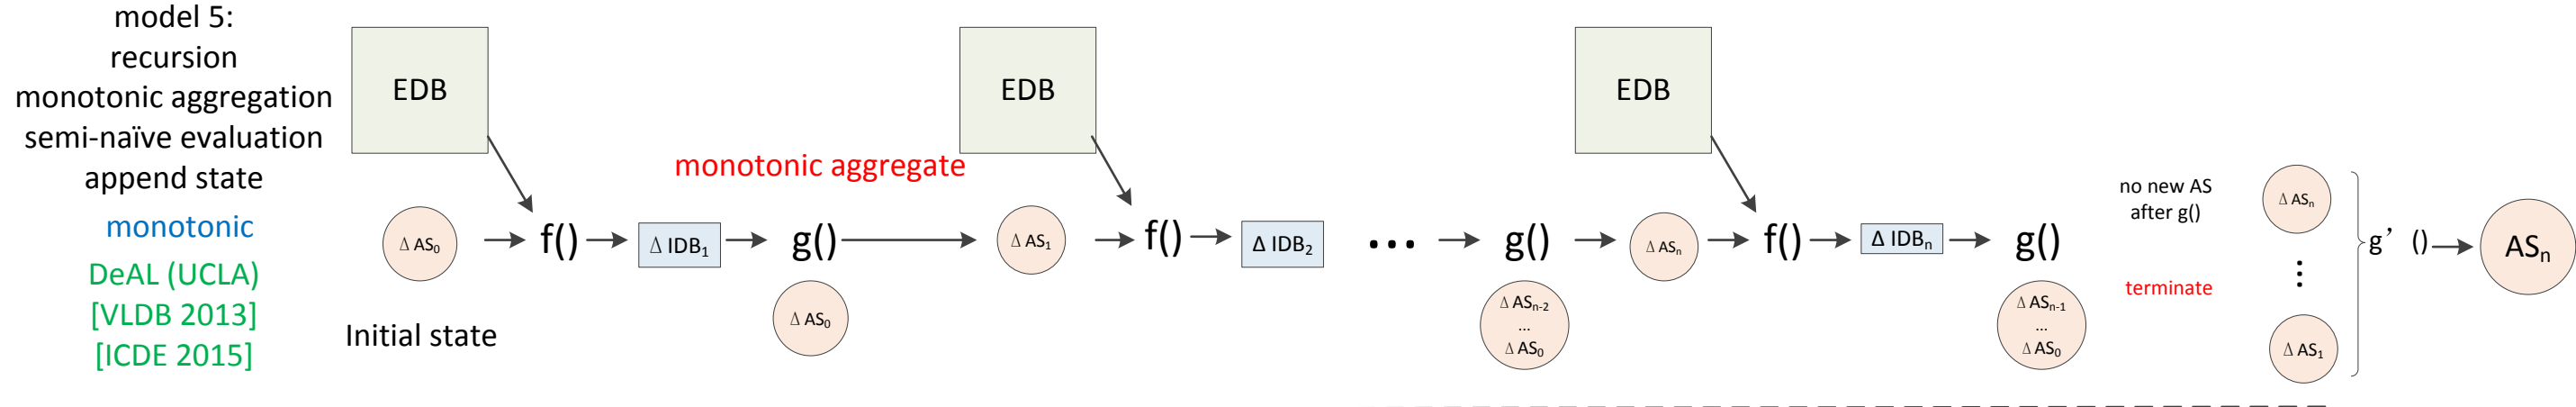 model 5:
recursion
monotonic aggregation
semi-naïve evaluation
append state
monotonic
DeAL (UCLA)
[VLDB 2013]
[ICDE 2015]
EDB
Δ AS₀
Initial state
f()
Δ IDB₁
monotonic aggregate
g()
Δ AS₀
EDB
Δ AS₁
f()
Δ IDB₂
...
g()
Δ ASₙ₋₂
...
Δ AS₀
EDB
Δ ASₙ
f()
Δ IDBₙ
g()
Δ ASₙ₋₁
...
Δ AS₀
no new AS
after g()
terminate
Δ ASₙ
⋮
Δ AS₁
g’ ()
ASₙ